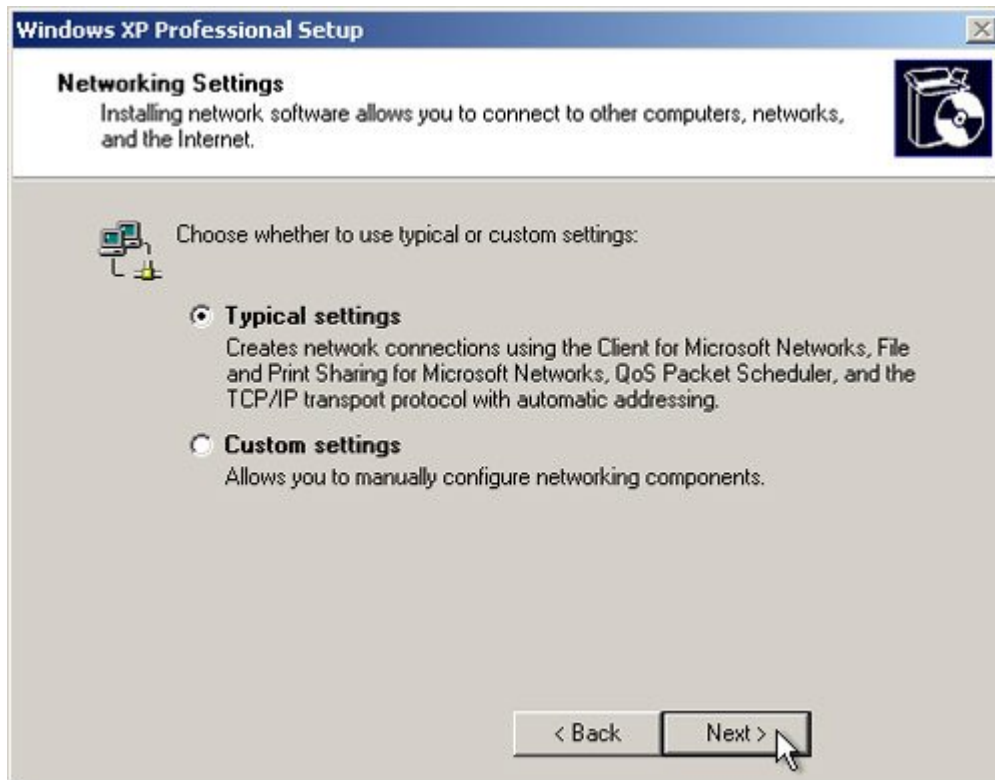 Windows XP Professional Setup
Networking Settings
Installing network software allows you to connect to other computers, networks,
and the Internet.
Choose whether to use typical or custom settings:
Typical settings
Creates network connections using the Client for Microsoft Networks, File
and Print Sharing for Microsoft Networks, QoS Packet Scheduler, and the
TCP/IP transport protocol with automatic addressing.
Custom settings
Allows you to manually configure networking components.
< Back
Next >